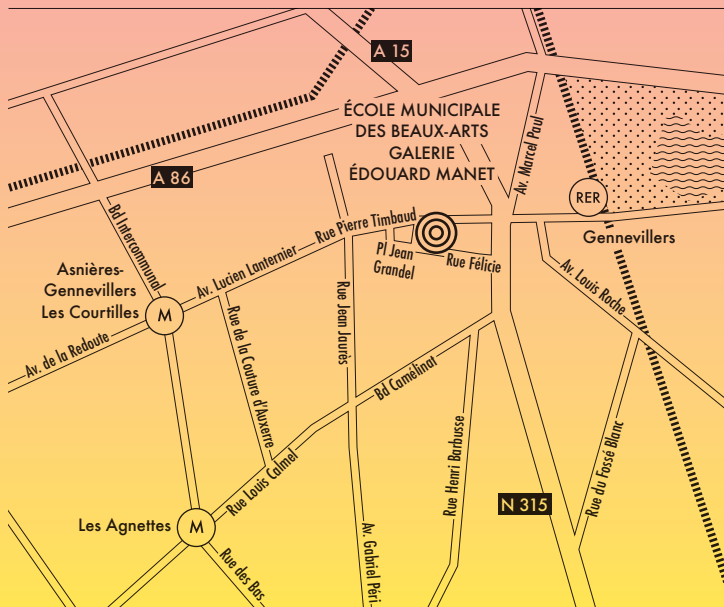 A 15
ÉCOLE MUNICIPALE
DES BEAUX-ARTS
GALERIE
ÉDOUARD MANET
Av. Marcel Paul
A 86
RER
Bd Intercommunal
Rue Pierre Timbaud
Gennevillers
Pl Jean
Grandel
Rue Félicie
Asnières-
Gennevillers
Les Courtilles
M
Av. Lucien Lanternier
Av. Louis Roche
Av. de la Redoute
Rue de la Couture d'Auxerre
Rue Jean Jaurès
Bd Camélinat
Rue Henri Barbusse
Rue du Fossé Blanc
Rue Louis Calmel
N 315
Les Agnettes
M
Rue des Bas
Av. Gabriel Péri.